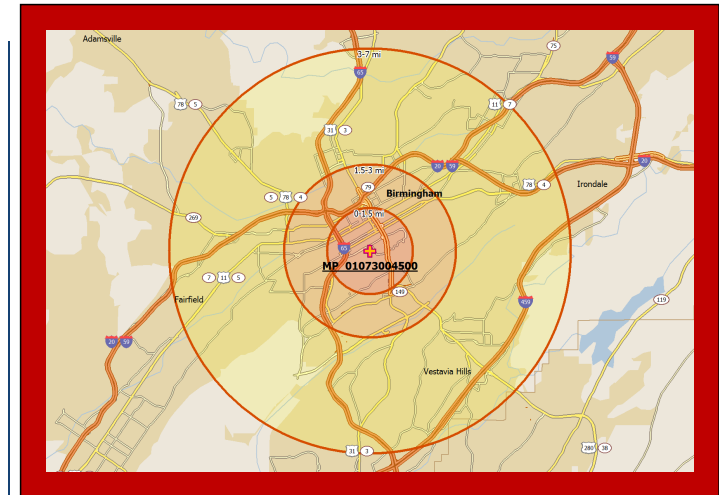 Adamsville
3-7 mi
75
59
65
78 5
11 7
31 3
20 59
20
1.5-3 mi
79
78 4
Birmingham
Irondale
5 78 4
0-1.5 mi
269
65
MP_01073004500
7 11 5
149
Fairfield
459
119
20 59
Vestavia Hills
31 3
280 38